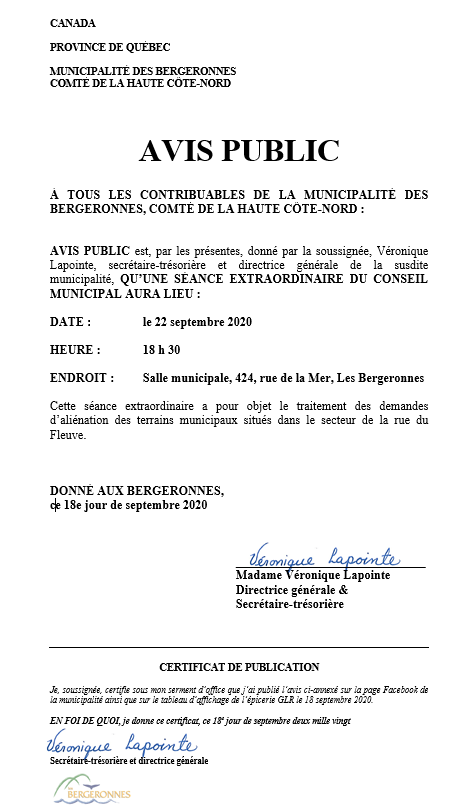 CANADA
PROVINCE DE QUÉBEC
MUNICIPALITÉ DES BERGERONNES
COMTÉ DE LA HAUTE CÔTE-NORD
AVIS PUBLIC
À TOUS LES CONTRIBUABLES DE LA MUNICIPALITÉ DES
BERGERONNES, COMTÉ DE LA HAUTE CÔTE-NORD :
AVIS PUBLIC est, par les présentes, donné par la soussignée, Véronique
Lapointe, secrétaire-trésorière et directrice générale de la susdite
municipalité, QU'UNE SÉANCE EXTRAORDINAIRE DU CONSEIL
MUNICIPAL AURA LIEU :
DATE : le 22 septembre 2020
HEURE : 18 h 30
ENDROIT : Salle municipale, 424, rue de la Mer, Les Bergeronnes
Cette séance extraordinaire a pour objet le traitement des demandes
d'aliénation des terrains municipaux situés dans le secteur de la rue du
Fleuve.
DONNÉ AUX BERGERONNES,
ce 18e jour de septembre 2020
Véronique Lapointe
Madame Véronique Lapointe
Directrice générale &
Secrétaire-trésorière
CERTIFICAT DE PUBLICATION
Je, soussignée, certifie sous mon serment d'office que j'ai publié l'avis ci-annexé sur la page Facebook de
la municipalité ainsi que sur le tableau d'affichage de l'épicerie GLR le 18 septembre 2020.
EN FOI DE QUOI, je donne ce certificat, ce 18e jour de septembre deux mille vingt
Véronique Lapointe
Secrétaire-trésorière et directrice générale
BERGERONNES